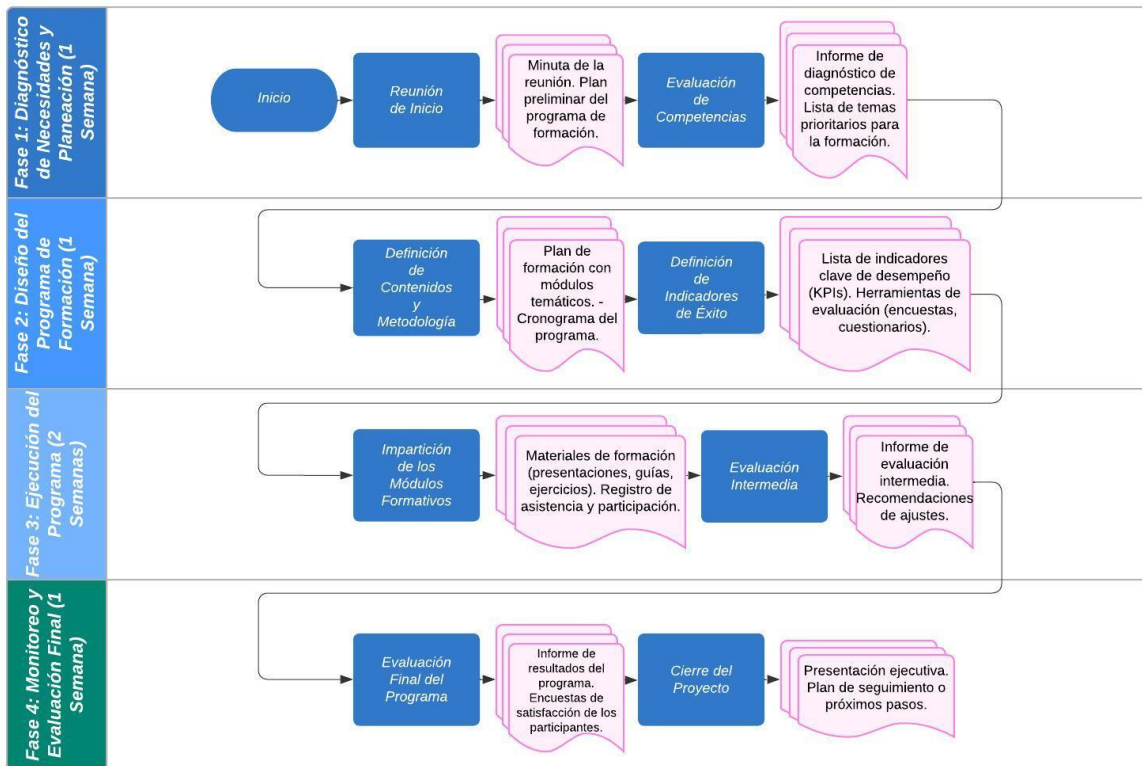 Fase 1: Diagnóstico
de Necesidades y
Planeación (1
Semana)
Inicio
Reunión
de Inicio
Minuta de la
reunión. Plan
preliminar del
programa de
formación.
Evaluación
de
Competencias
Informe de
diagnóstico de
competencias.
Lista de temas
prioritarios para
la formación.
Fase 2: Diseño del
Programa de
Formación (1
Semana)
Definición
de
Contenidos
y
Metodología
Plan de
formación con
módulos
temáticos. -
Cronograma del
programa.
Definición
de
Indicadores
de Éxito
Lista de indicadores
clave de desempeño
(KPIs). Herramientas de
evaluación (encuestas,
cuestionarios).
Fase 3: Ejecución del
Programa (2
Semanas)
Impartición
de los
Módulos
Formativos
Materiales de formación
(presentaciones, guías,
ejercicios). Registro de
asistencia y participación.
Evaluación
Intermedia
Informe de
evaluación
intermedia.
Recomendaciones
de ajustes.
Fase 4: Monitoreo y
Evaluación Final (1
Semana)
Evaluación
Final del
Programa
Informe de
resultados del
programa.
Encuestas de
satisfacción de los
participantes.
Cierre del
Proyecto
Presentación ejecutiva.
Plan de seguimiento o
próximos pasos.